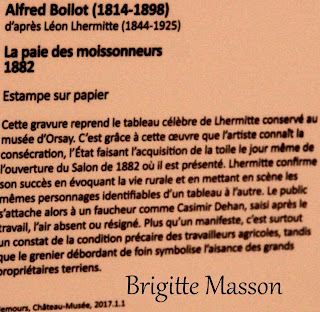 Alfred Bollot (1814-1898)
d'après Léon Lhermitte (1844-1925)
La paie des moissonneurs
1882
Estampe sur papier
Cette gravure reprend le tableau célèbre de Lhermitte conservé au
musée d'Orsay. C'est grâce à cette œuvre que l'artiste connaît la
consécration, l'État faisant l'acquisition de la toile le jour même de
l'ouverture du Salon de 1882 où il est présenté. Lhermitte confirme
son succès en évoquant la vie rurale et en mettant en scène les
mêmes personnages identifiables d'un tableau à l'autre. Le public
s'attache alors à un faucheur comme Casimir Dehan, saisi après le
travail, l'air absent ou résigné. Plus qu'un manifeste, c'est surtout
un constat de la condition précaire des travailleurs agricoles, tandis
que le grenier débordant de foin symbolise l'aisance des grands
propriétaires terriens.
Brigitte Masson
emours, Château-Musée, 2017.1.1